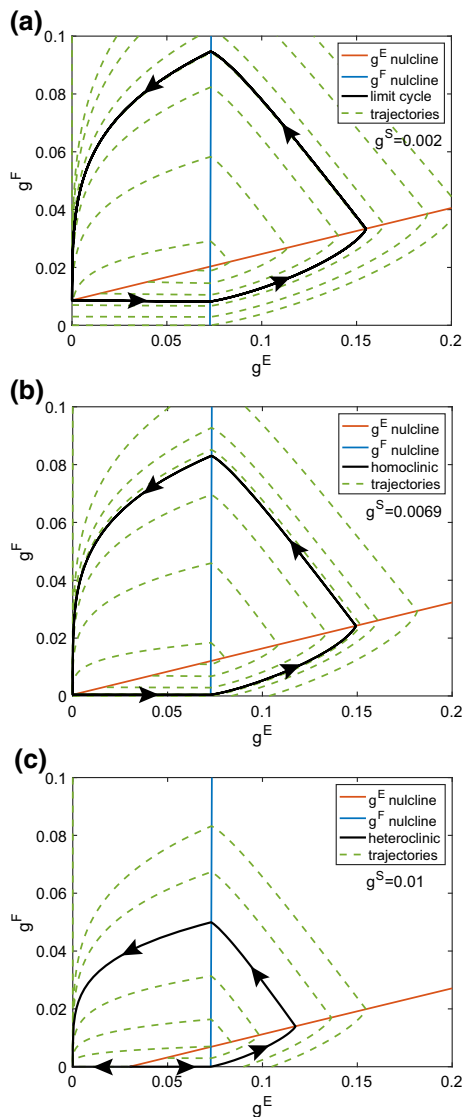 (a)
0.1
0.08
0.06
0.04
0.02
0
g^F
g^E nulcline
g^F nulcline
limit cycle
trajectories
g^S=0.002
0 0.05 0.1 0.15 0.2
g^E
(b)
0.1
0.08
0.06
0.04
0.02
0
g^F
g^E nulcline
g^F nulcline
homoclinic
trajectories
g^S=0.0069
0 0.05 0.1 0.15 0.2
g^E
(c)
0.1
0.08
0.06
0.04
0.02
0
g^F
g^E nulcline
g^F nulcline
heteroclinic
trajectories
g^S=0.01
0 0.05 0.1 0.15 0.2
g^E